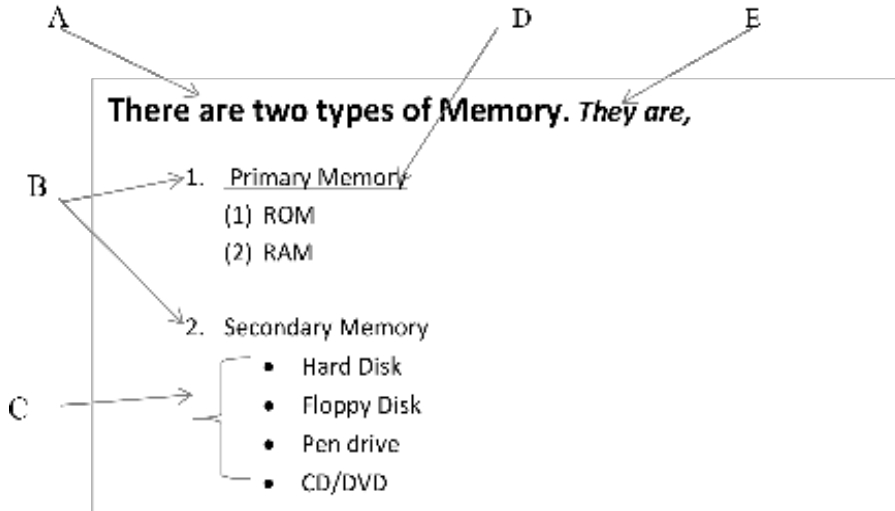 A D E
There are two types of Memory. They are,
B
1. Primary Memory
(1) ROM
(2) RAM
2. Secondary Memory
• Hard Disk
C
• Floppy Disk
• Pen drive
• CD/DVD